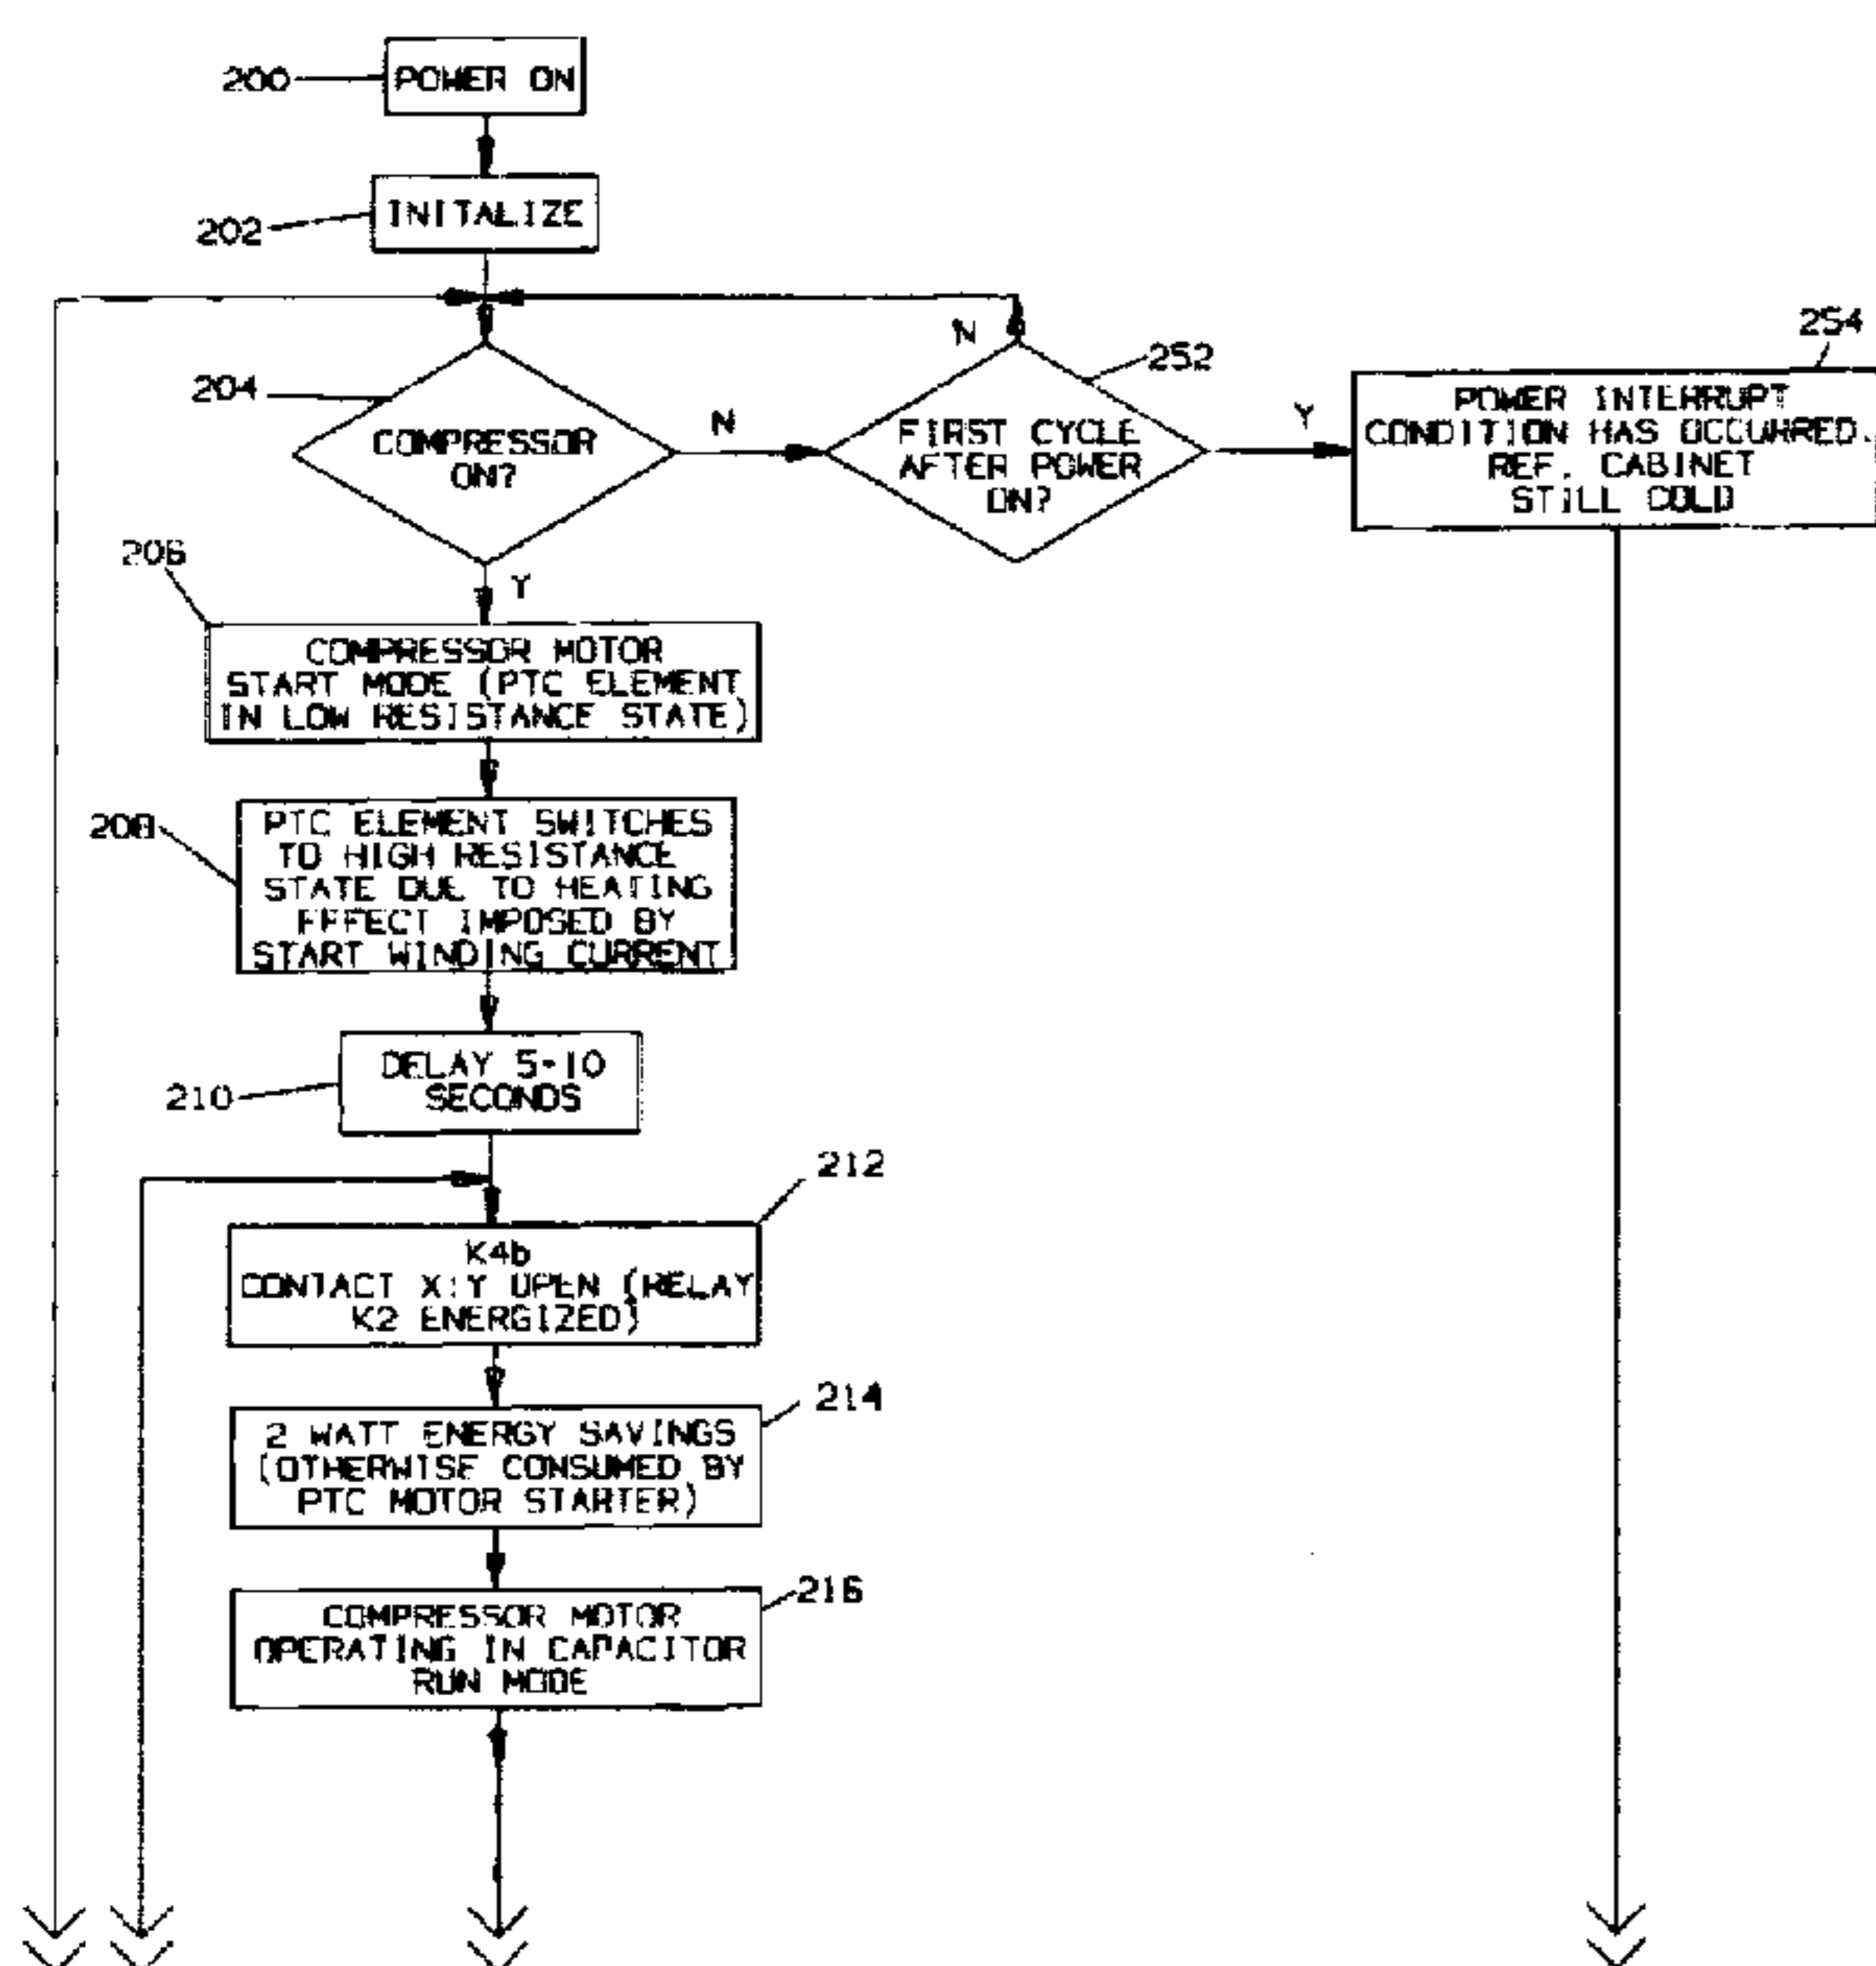 200
POWER ON
202
INITALIZE
204
COMPRESSOR
ON?
N
N
252
FIRST CYCLE
AFTER POWER
ON?
Y
254
POWER INTERRUPT
CONDITION HAS OCCURRED.
REF. CABINET
STILL COLD
Y
206
COMPRESSOR MOTOR
START MODE (PTC ELEMENT
IN LOW RESISTANCE STATE)
208
PTC ELEMENT SWITCHES
TO HIGH RESISTANCE
STATE DUE TO HEATING
EFFECT IMPOSED BY
START WINDING CURRENT
210
DELAY 5-10
SECONDS
212
K4b
CONTACT X:Y OPEN (RELAY
K2 ENERGIZED)
214
2 WATT ENERGY SAVINGS
(OTHERWISE CONSUMED BY
PTC MOTOR STARTER)
216
COMPRESSOR MOTOR
OPERATING IN CAPACITOR
RUN MODE